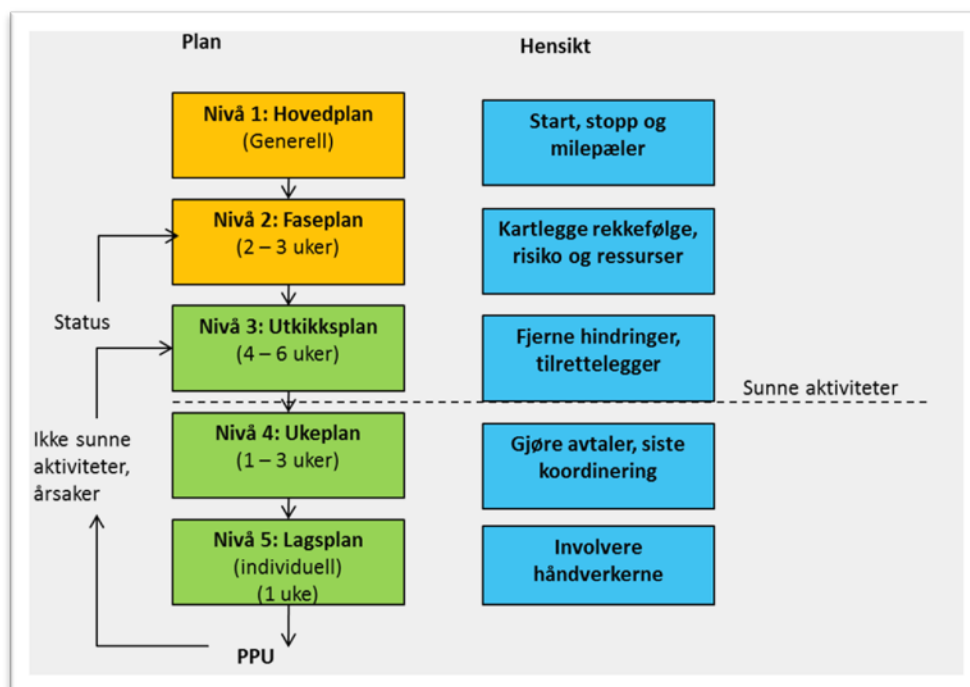 Plan
Hensikt
Nivå 1: Hovedplan
(Generell)
Start, stopp og
milepæler
Nivå 2: Faseplan
(2 – 3 uker)
Kartlegge rekkefølge,
risiko og ressurser
Status
Nivå 3: Utkikksplan
(4 – 6 uker)
Fjerne hindringer,
tilrettelegger
Sunne aktiviteter
Ikke sunne
aktiviteter,
årsaker
Nivå 4: Ukeplan
(1 – 3 uker)
Gjøre avtaler, siste
koordinering
Nivå 5: Lagsplan
(individuell)
(1 uke)
Involvere
håndverkerne
PPU